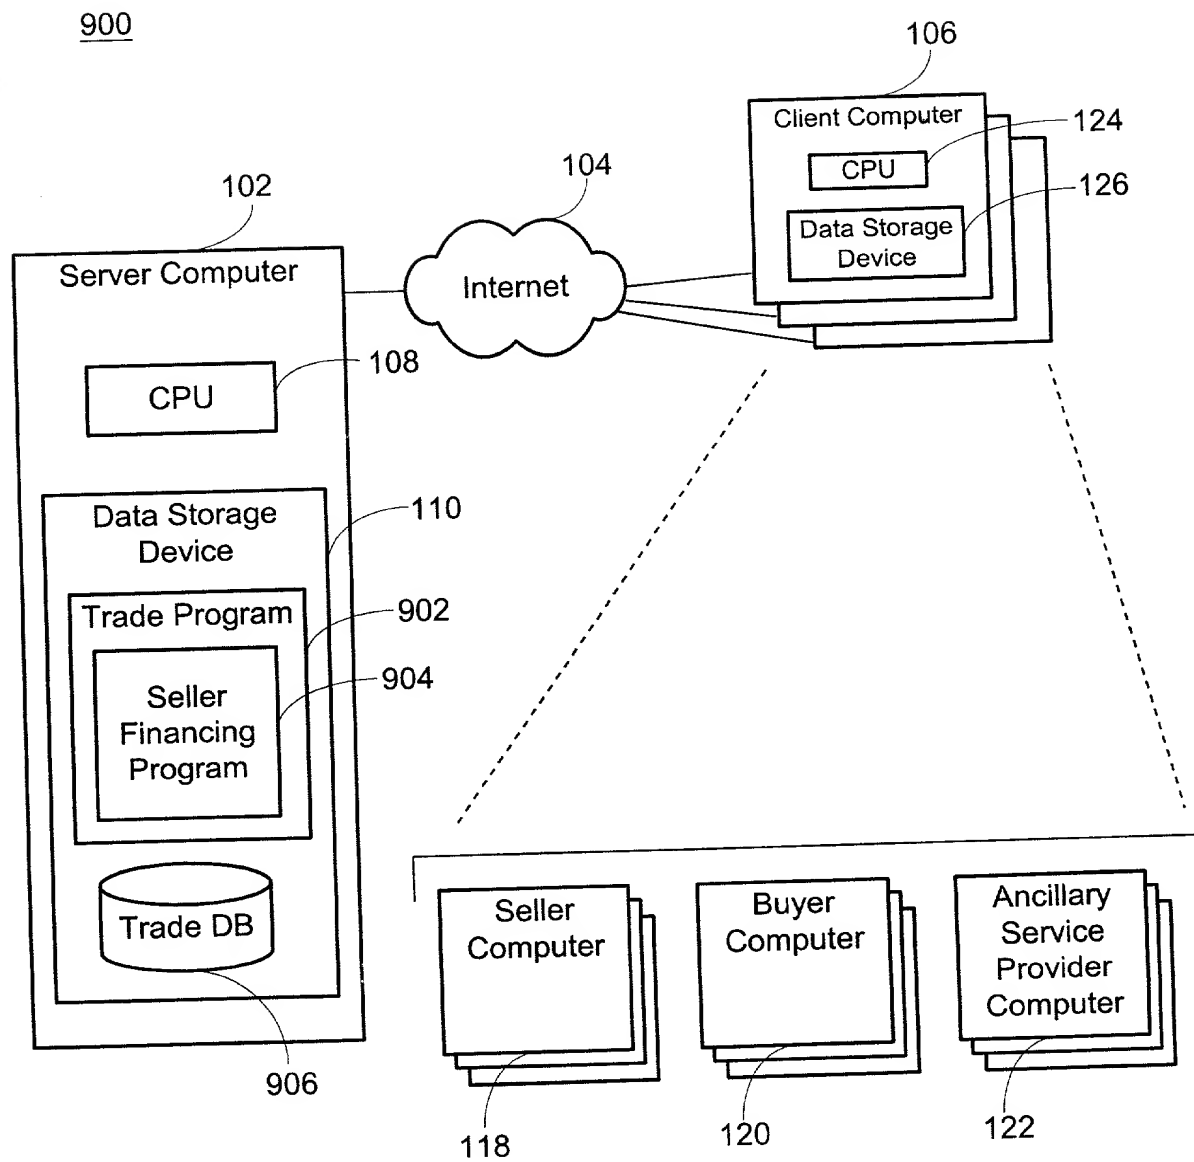 900
106
Client Computer
124
CPU
104
126
102
Data Storage
Device
Server Computer
Internet
108
CPU
110
Data Storage
Device
Trade Program
902
904
Seller
Financing
Program
Trade DB
906
Seller
Computer
Buyer
Computer
Ancillary
Service
Provider
Computer
118
120
122